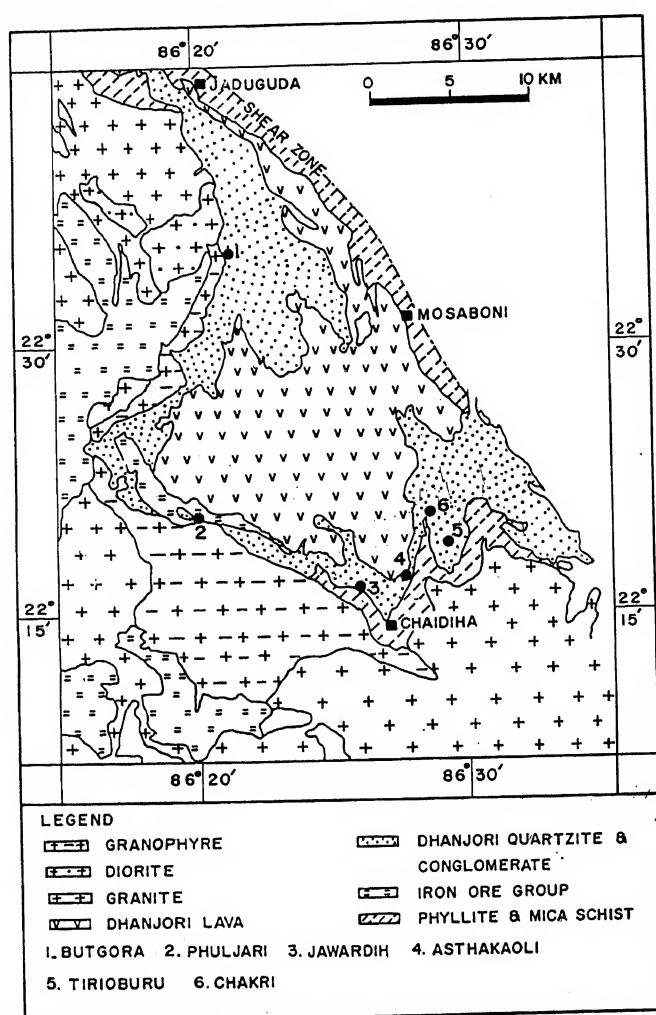 86° 20' 86° 30'
JADUGUDA
0 5 10 KM
SHEAR ZONE
1
MOSABONI
22° 30' 22° 30'
6
5
2
4
3
22° 15' 22° 15'
CHAIDIHA
86° 20' 86° 30'
LEGEND
GRANOPHYRE
DIORITE
GRANITE
DHANJORI LAVA
DHANJORI QUARTZITE &
CONGLOMERATE
IRON ORE GROUP
PHYLLITE & MICA SCHIST
1. BUTGORA 2. PHULJARI 3. JAWARDIH 4. ASTHAKAOLI
5. TIRIOBURU 6. CHAKRI